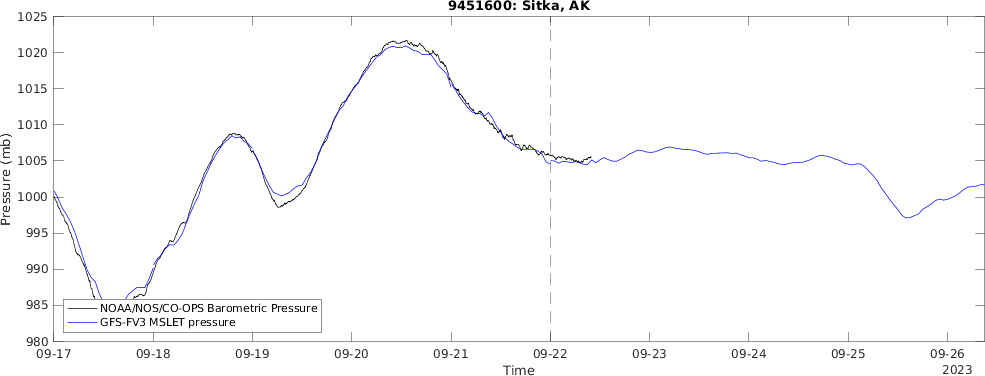 9451600: Sitka, AK
Pressure (mb)
1025
1020
1015
1010
1005
1000
995
990
985
980
NOAA/NOS/CO-OPS Barometric Pressure
GFS-FV3 MSLET pressure
09-17 09-18 09-19 09-20 09-21 09-22 09-23 09-24 09-25 09-26
Time
2023